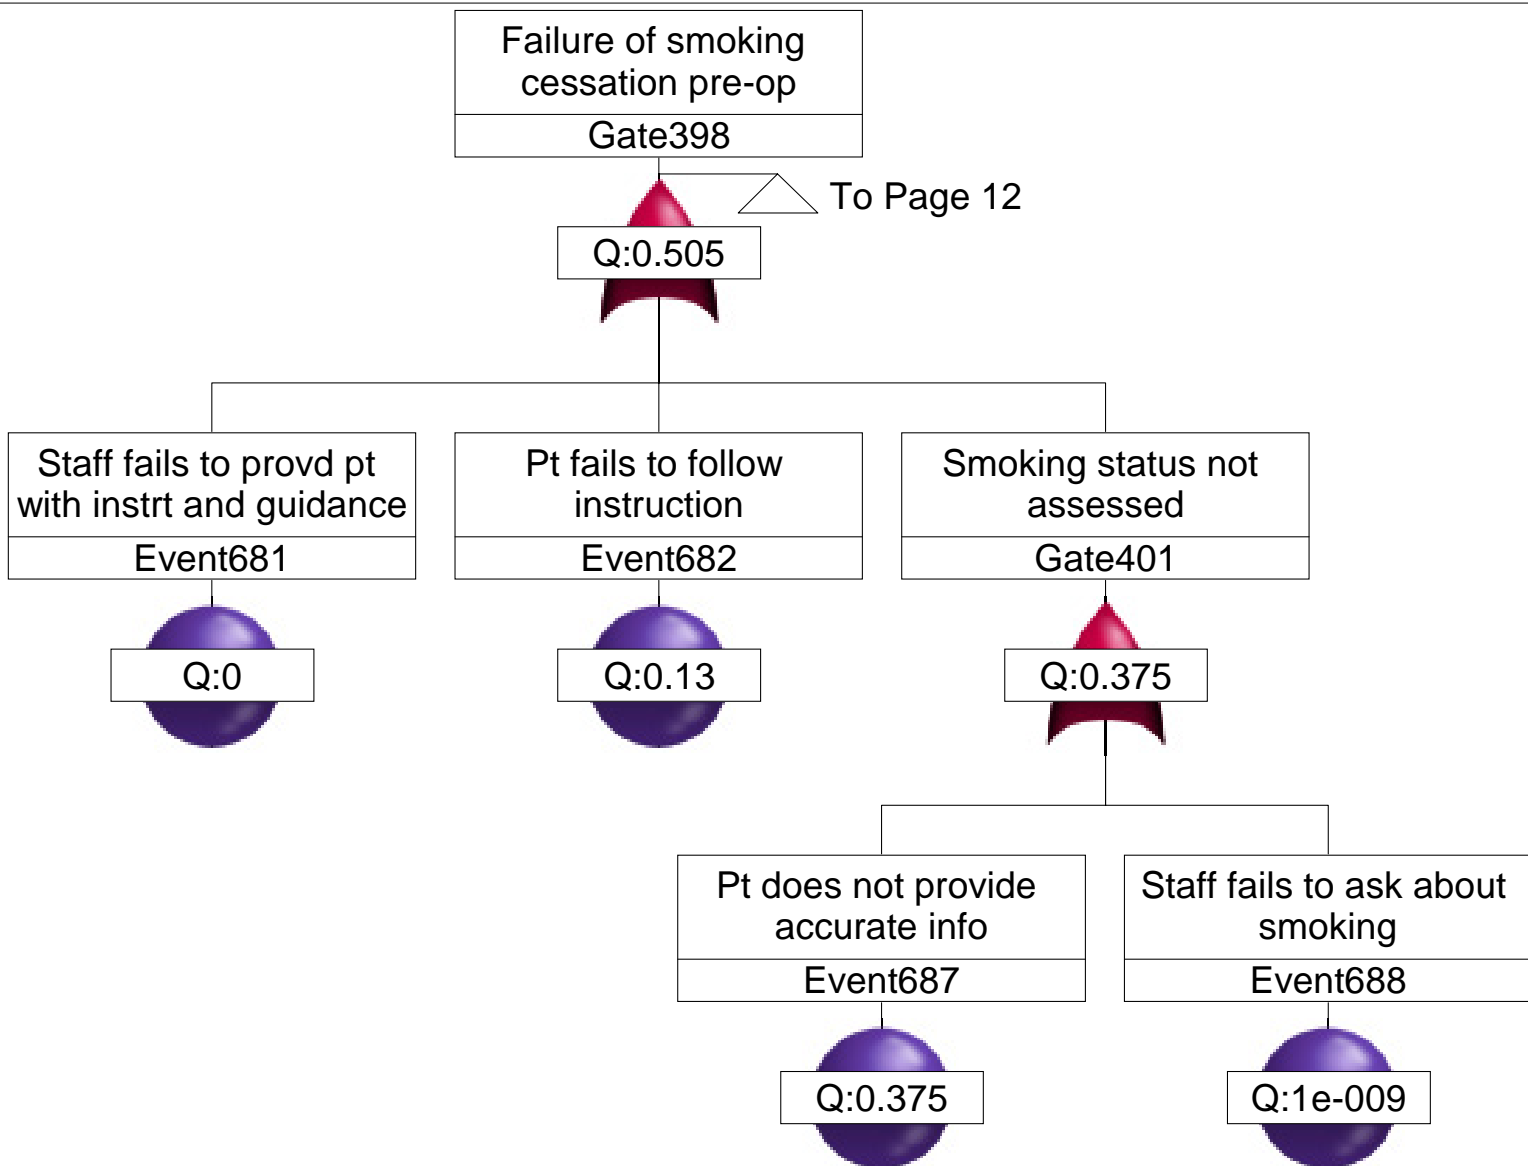 Failure of smoking
cessation pre-op
Gate398
To Page 12
Q:0.505
Staff fails to provd pt
with instrt and guidance
Event681
Q:0
Pt fails to follow
instruction
Event682
Q:0.13
Smoking status not
assessed
Gate401
Q:0.375
Pt does not provide
accurate info
Event687
Q:0.375
Staff fails to ask about
smoking
Event688
Q:1e-009